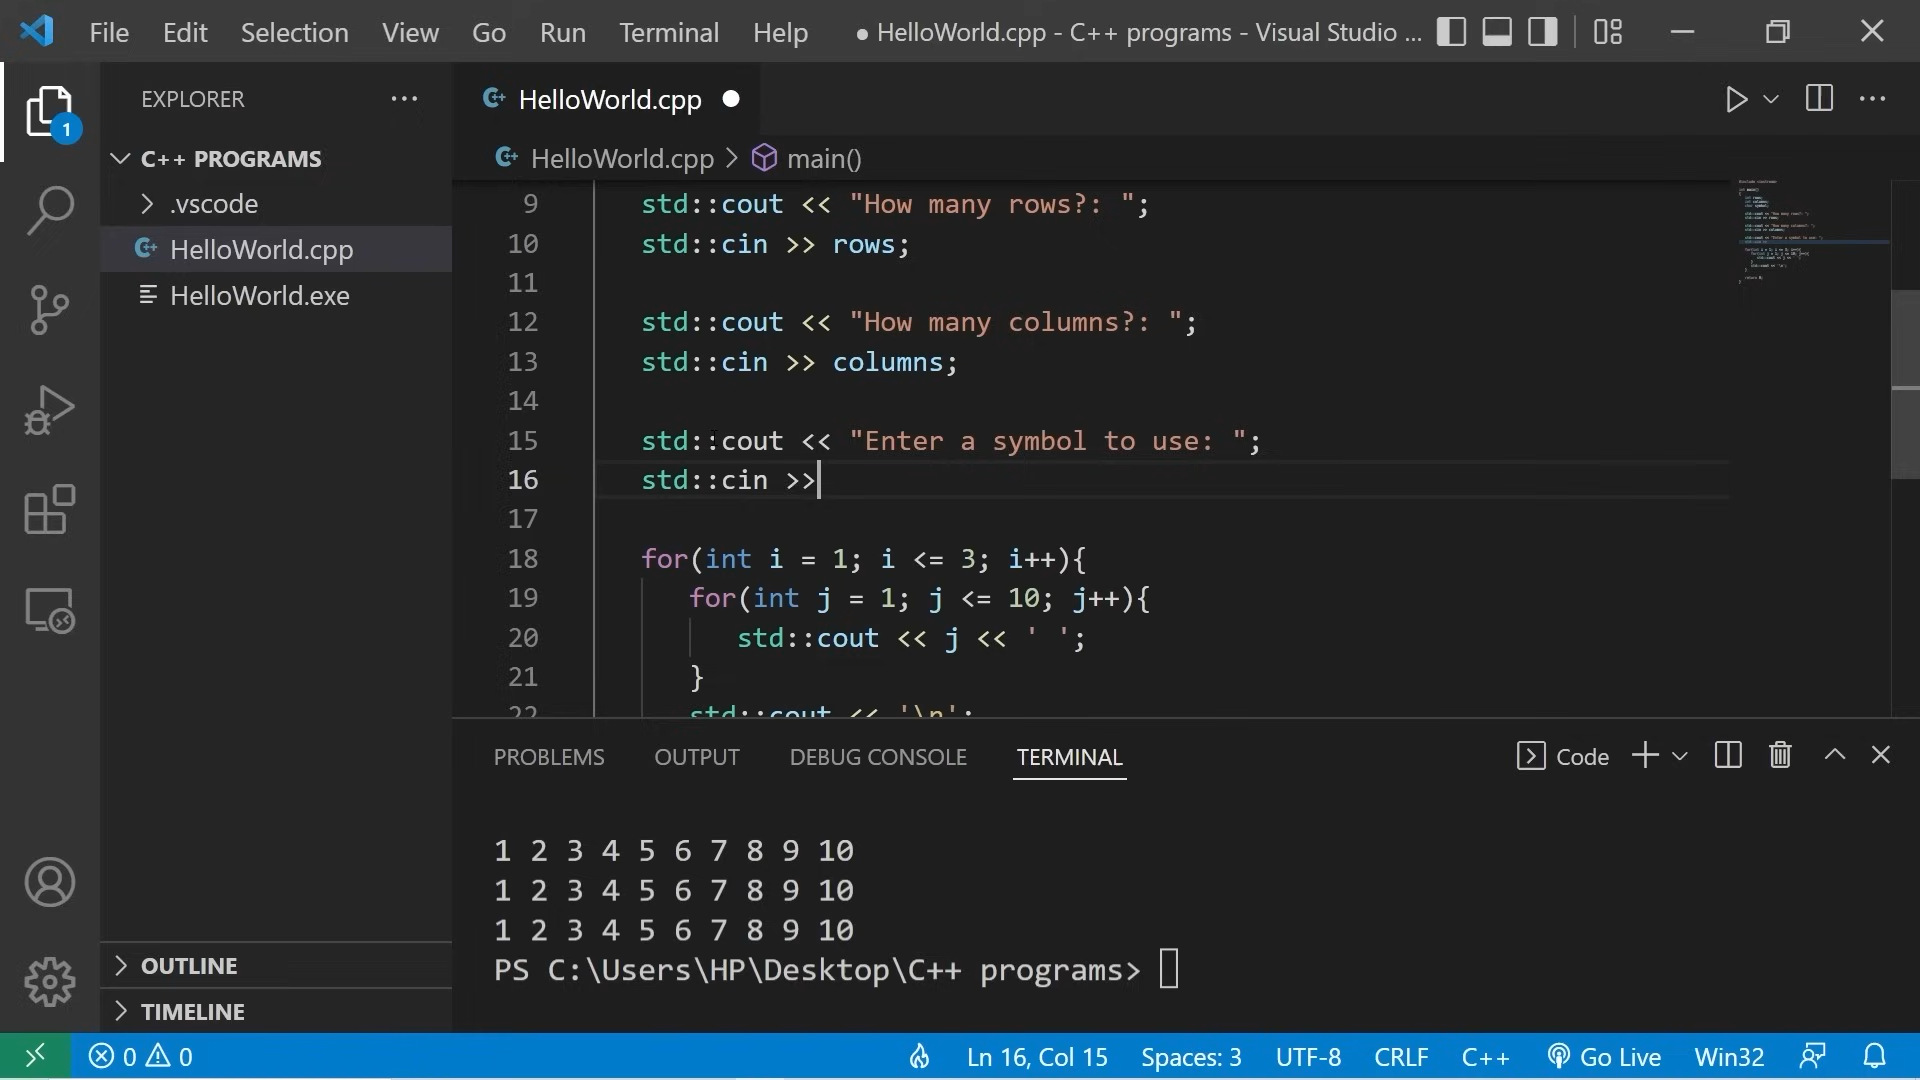 File Edit Selection View Go Run Terminal Help ● HelloWorld.cpp - C++ programs - Visual Studio ...
EXPLORER ...
1
C++ PROGRAMS
.vscode
HelloWorld.cpp
HelloWorld.exe
OUTLINE
TIMELINE
HelloWorld.cpp ●
HelloWorld.cpp > main()
9 std::cout << "How many rows?: ";
10 std::cin >> rows;
11
12 std::cout << "How many columns?: ";
13 std::cin >> columns;
14
15 std::cout << "Enter a symbol to use: ";
16 std::cin >>
17
18 for(int i = 1; i <= 3; i++){
19 for(int j = 1; j <= 10; j++){
20 std::cout << j << ' ';
21 }
22 std::cout << '\n';
PROBLEMS OUTPUT DEBUG CONSOLE TERMINAL Code
1 2 3 4 5 6 7 8 9 10
1 2 3 4 5 6 7 8 9 10
1 2 3 4 5 6 7 8 9 10
PS C:\Users\HP\Desktop\C++ programs>
0 0 Ln 16, Col 15 Spaces: 3 UTF-8 CRLF C++ Go Live Win32